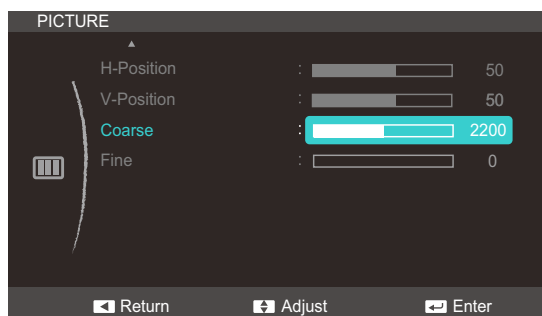 PICTURE
H-Position : 50
V-Position : 50
Coarse : 2200
Fine : 0
Return Adjust Enter